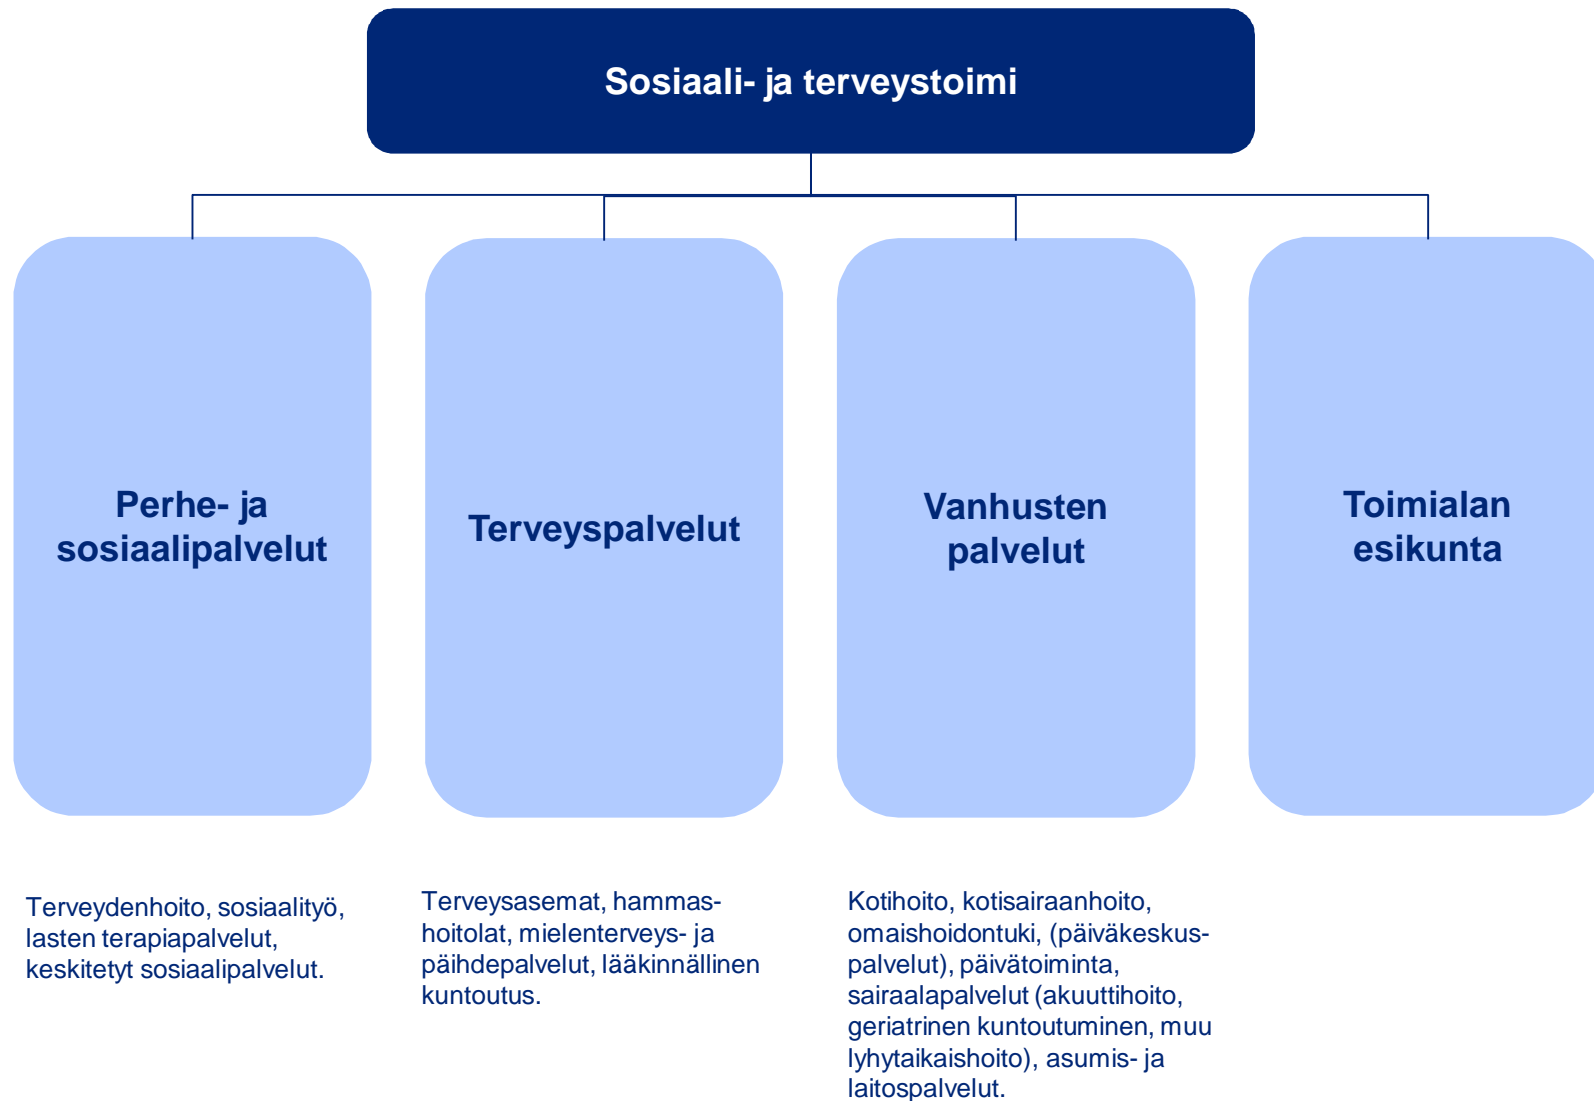 Sosiaali- ja terveystoimi
Perhe- ja
sosiaalipalvelut
Terveyspalvelut
Vanhusten
palvelut
Toimialan
esikunta
Terveydenhoito, sosiaalityö,
lasten terapiapalvelut,
keskitetyt sosiaalipalvelut.
Terveysasemat, hammas-
hoitolat, mielenterveys- ja
päihdepalvelut, lääkinnällinen
kuntoutus.
Kotihoito, kotisairaanhoito,
omaishoidontuki, (päiväkeskus-
palvelut), päivätoiminta,
sairaalapalvelut (akuuttihoito,
geriatrinen kuntoutuminen, muu
lyhytaikaishoito), asumis- ja
laitospalvelut.